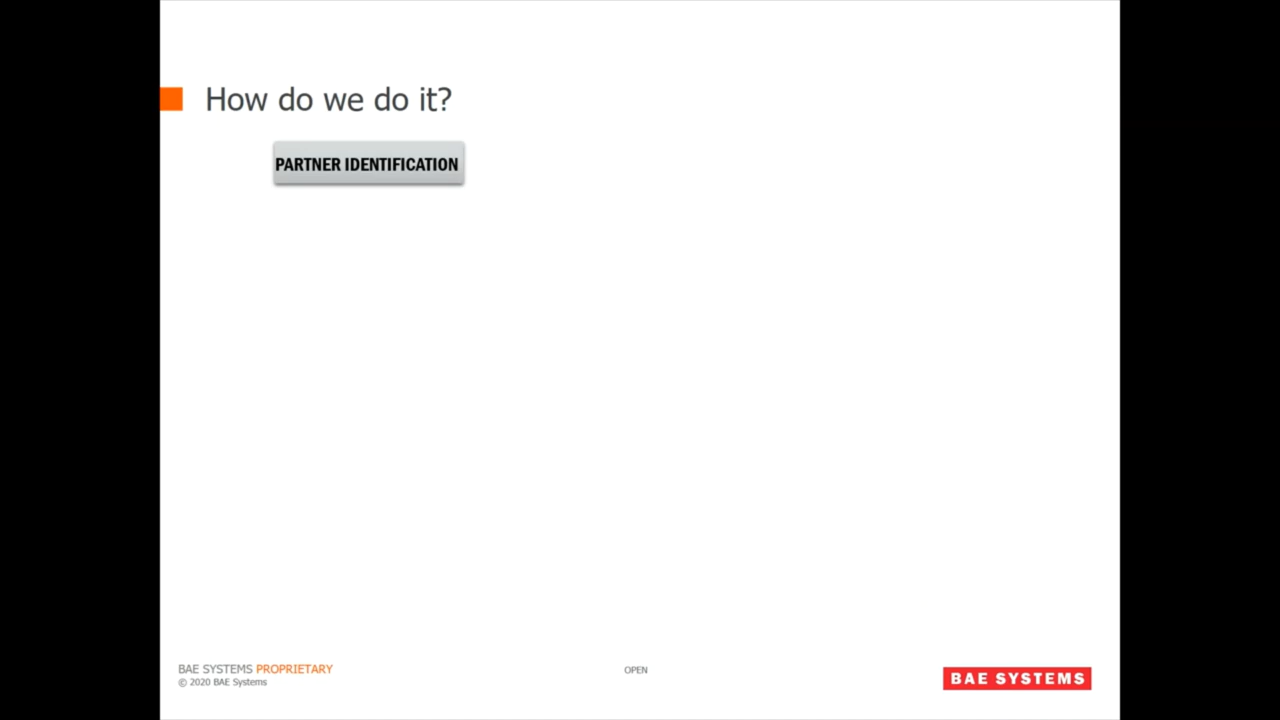 How do we do it?
PARTNER IDENTIFICATION
BAE SYSTEMS PROPRIETARY
© 2020 BAE Systems
OPEN
BAE SYSTEMS